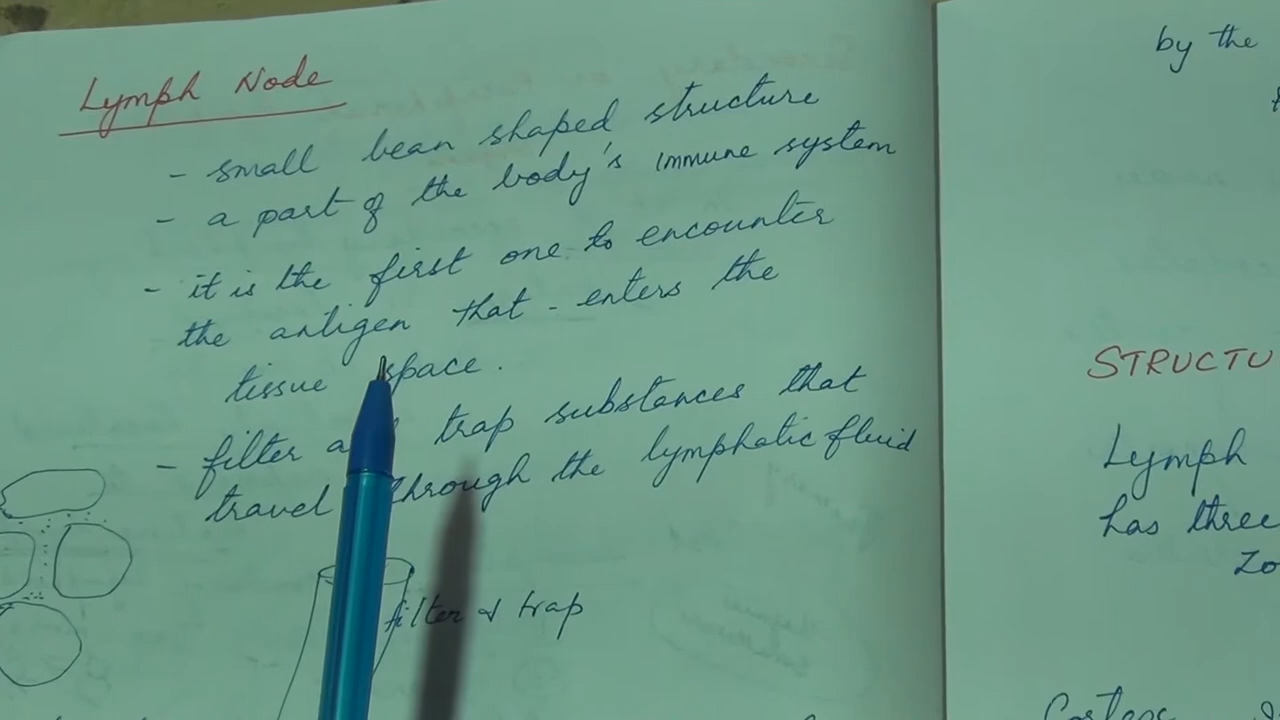 Lymph Node
- small bean shaped structure
- a part of the body's immune system
- it is the first one to encounter
the antigen that - enters the
tissue space.
- filter a trap substances that
travel through the lymphatic fluid
filter & trap
by the
STRUCTU
Lymph
has three
Zo